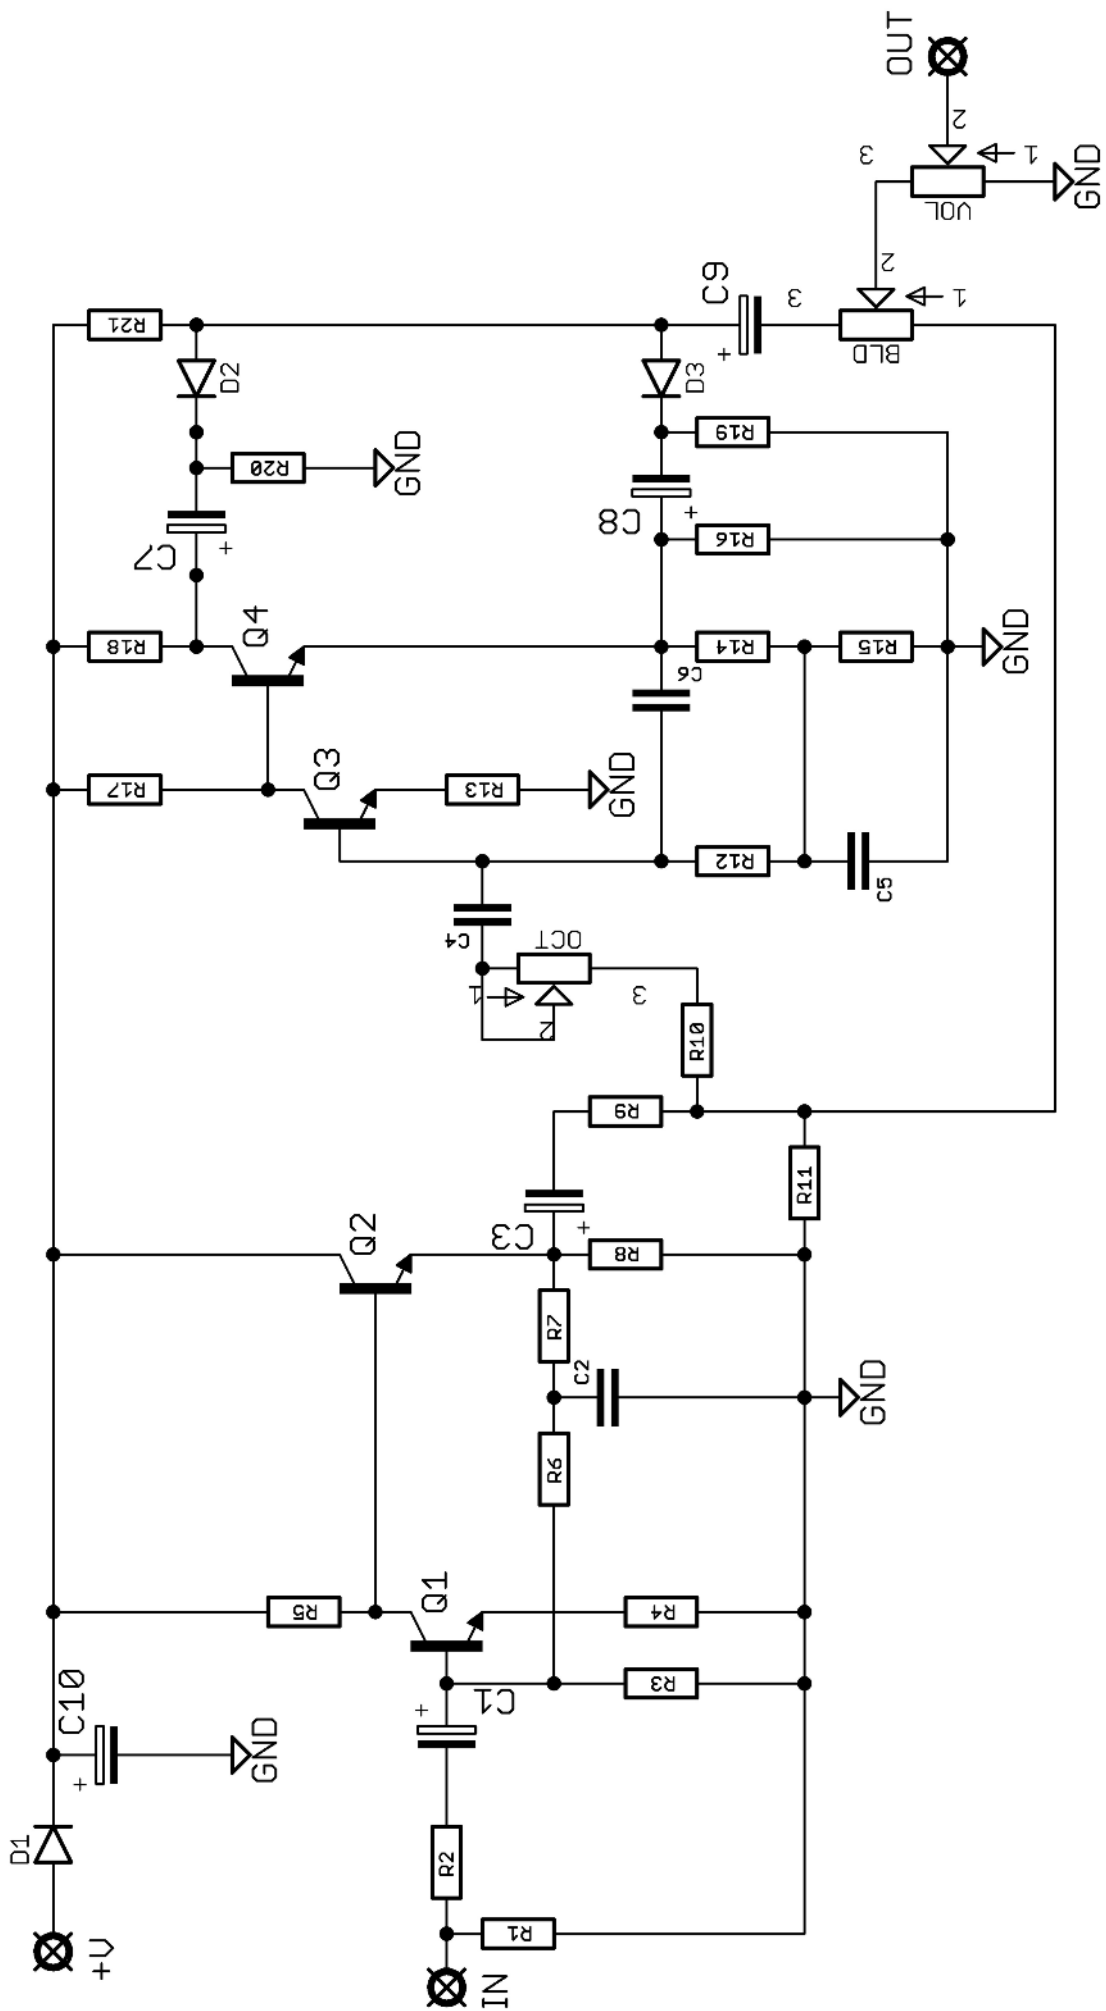 OUT
2
3
1
VOL
GND
2
C9
3
1
+
BLD
R21
D2
D3
R20
GND
R19
C7
+
C8
+
R16
Q4
R18
R14
R15
C6
GND
Q3
R17
R13
GND
R12
C5
C4
OCT
1
2
3
R10
R9
R11
Q2
C3
+
R8
R7
C2
GND
R6
Q1
R5
R4
C10
C1
+
R3
+
GND
D1
R2
+V
R1
IN